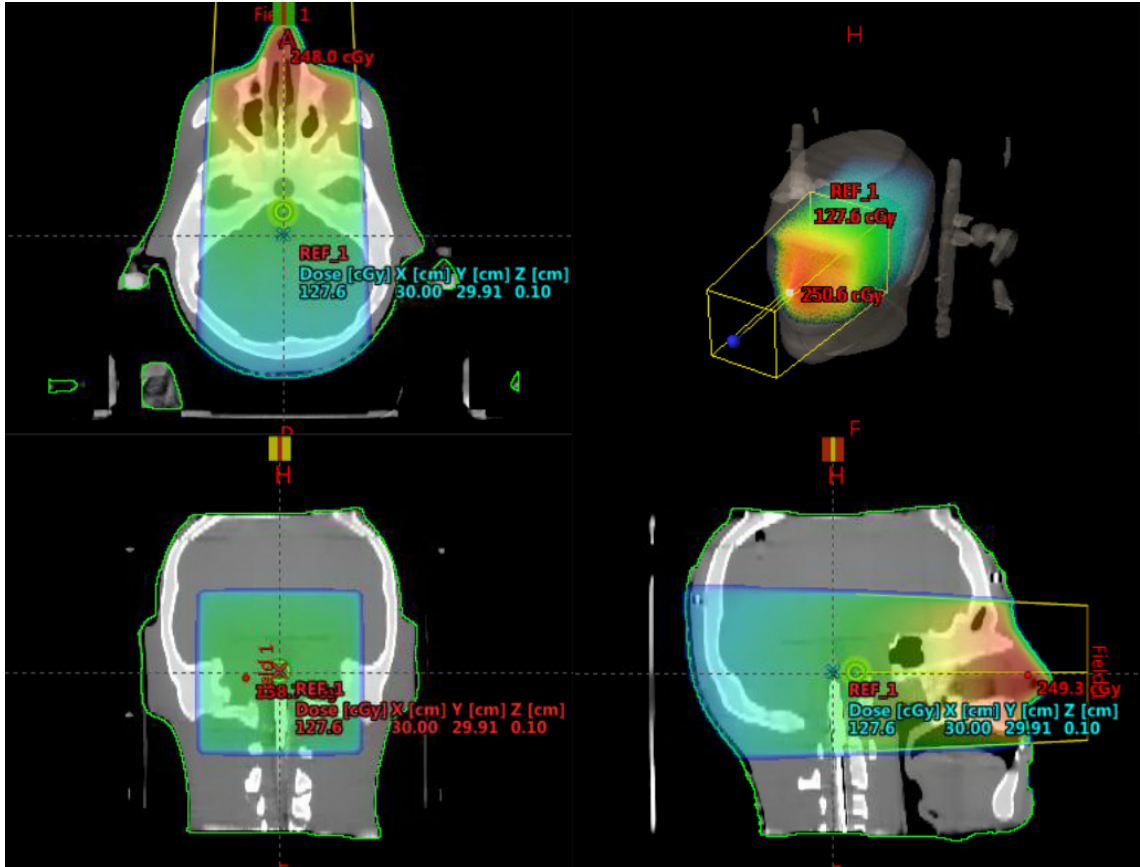 Fie 1
A
248.0 cGy
REF_1
Dose [cGy] X [cm] Y [cm] Z [cm]
127.6 30.00 29.91 0.10
H
REF_1
127.6 cGy
250.6 cGy
F
H
Field 1
REF_1
Dose [cGy] X [cm] Y [cm] Z [cm]
127.6 30.00 29.91 0.10
H
Field
249.3 cGy
REF_1
Dose [cGy] X [cm] Y [cm] Z [cm]
127.6 30.00 29.91 0.10